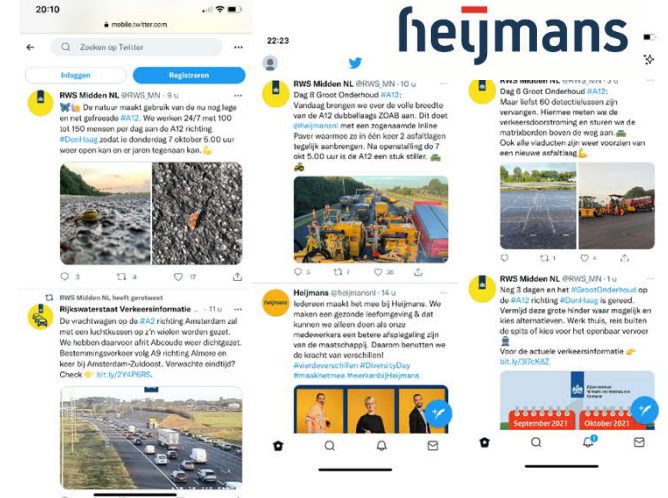 20:10
mobile.twitter.com
Zoeken op Twitter
Inloggen
Registreren
RWS Midden NL @RWS_MN · 9 u
De natuur maakt gebruik van de nu nog lege
en net gefreesde #A12. We werken 24/7 met 100
tot 150 mensen per dag aan de A12 richting
#DenHaag zodat ie donderdag 7 oktober 5.00 uur
weer open kan en er jaren tegenaan kan.
3
4
17
RWS Midden NL heeft geretweet
Rijkswaterstaat Verkeersinformatie · 11 u
De vrachtwagen op de #A2 richting Amsterdam zal
met een luchtkussen op z'n wielen worden gezet.
We hebben daarvoor afrit Abcoude weer dichtgezet.
Bestemmingsverkeer volg A9 richting Almere en
keer bij Amsterdam-Zuidoost. Verwachte eindtijd?
Check bit.ly/2Y4P6RS.
22:23
RWS Midden NL @RWS_MN · 10 u
Dag 8 Groot Onderhoud #A12:
Vandaag brengen we over de volle breedte
van de A12 dubbellaags ZOAB aan. Dit doet
@heijmansnl met een zogenaamde Inline
Paver waarmee ze in één keer 2 asfaltlagen
tegelijk aanbrengen. Na openstelling do 7
okt 5.00 uur is de A12 een stuk stiller.
7
36
Heijmans @heijmansnl · 14 u
heijmans
Iedereen maakt het mee bij Heijmans. We
maken een gezonde leefomgeving & dat
kunnen we alleen doen als onze
medewerkers een betere afspiegeling zijn
van de maatschappij. Daarom benutten we
de kracht van verschillen!
#vierdeverschillen #DiversityDay
#maakhetmee #werkenbijHeijmans
heijmans
RWS Midden NL @RWS_MN
Dag 6 Groot Onderhoud #A12:
Maar liefst 60 detectielussen zijn
vervangen. Hiermee meten we de
verkeersdoorstroming en sturen we de
matrixborden boven de weg aan.
Ook alle viaducten zijn weer voorzien van
een nieuwe asfaltlaag
1
4
RWS Midden NL @RWS_MN · 1 u
Nog 3 dagen en het #GrootOnderhoud op
de #A12 richting #DenHaag is gereed.
Vermijd deze grote hinder waar mogelijk en
kies alternatieven. Werk thuis, reis buiten
de spits of kies voor het openbaar vervoer
Voor de actuele verkeersinformatie
bit.ly/3l7cK8Z
September 2021
Oktober 2021